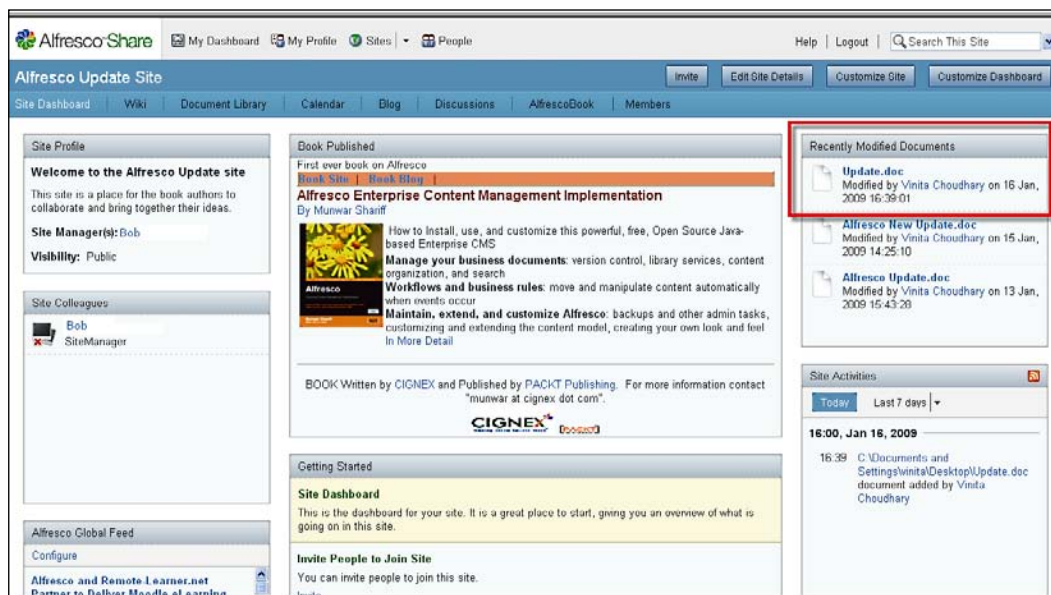 Alfresco Share
My Dashboard
My Profile
Sites
People
Help | Logout |
Search This Site
Alfresco Update Site
Invite
Edit Site Details
Customize Site
Customize Dashboard
Site Dashboard
Wiki
Document Library
Calendar
Blog
Discussions
AlfrescoBook
Members
Site Profile
Welcome to the Alfresco Update site
This site is a place for the book authors to
collaborate and bring together their ideas.
Site Manager(s): Bob
Visibility: Public
Site Colleagues
Bob
SiteManager
Alfresco Global Feed
Configure
Alfresco and Remote-Learner.net
Partner to Deliver Moodle eLearning
Book Published
First ever book on Alfresco
Book Site | Book Blog |
Alfresco Enterprise Content Management Implementation
By Munwar Shariff
Alfresco
How to Install, use, and customize this powerful, free, Open Source Java-
based Enterprise CMS
Manage your business documents: version control, library services, content
organization, and search
Workflows and business rules: move and manipulate content automatically
when events occur
Maintain, extend, and customize Alfresco: backups and other admin tasks,
customizing and extending the content model, creating your own look and feel
In More Detail
BOOK Written by CIGNEX and Published by PACKT Publishing. For more information contact
"munwar at cignex dot com".
CIGNEX
[PACKT]
Getting Started
Site Dashboard
This is the dashboard for your site. It is a great place to start, giving you an overview of what is
going on in this site.
Invite People to Join Site
You can invite people to join this site.
Invite
Recently Modified Documents
Update.doc
Modified by Vinita Choudhary on 16 Jan,
2009 16:39:01
Alfresco New Update.doc
Modified by Vinita Choudhary on 15 Jan,
2009 14:25:10
Alfresco Update.doc
Modified by Vinita Choudhary on 13 Jan,
2009 15:43:28
Site Activities
Today
Last 7 days
16:00, Jan 16, 2009
16:39 C:\Documents and
Settings\vinita\Desktop\Update.doc
document added by Vinita
Choudhary